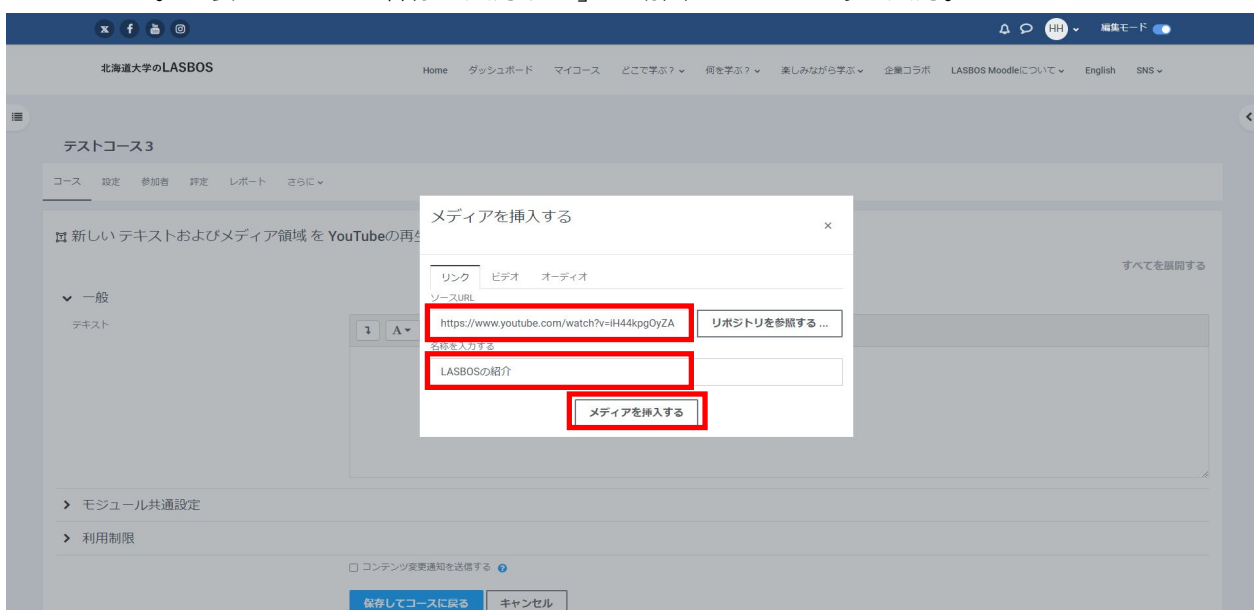 HH
編集モード
北海道大学のLASBOS
Home ダッシュボード マイコース どこで学ぶ? 何を学ぶ? 楽しみながら学ぶ 企業コラボ LASBOS Moodleについて English SNS
テストコース3
コース 設定 参加者 評定 レポート さらに
新しい テキストおよびメディア領域 を YouTubeの再
すべてを展開する
一般
テキスト
メディアを挿入する
×
リンク ビデオ オーディオ
ソースURL
https://www.youtube.com/watch?v=iH44kpgOyZA リポジトリを参照する ...
名称を入力する
LASBOSの紹介
メディアを挿入する
モジュール共通設定
利用制限
コンテンツ変更通知を送信する
保存してコースに戻る キャンセル